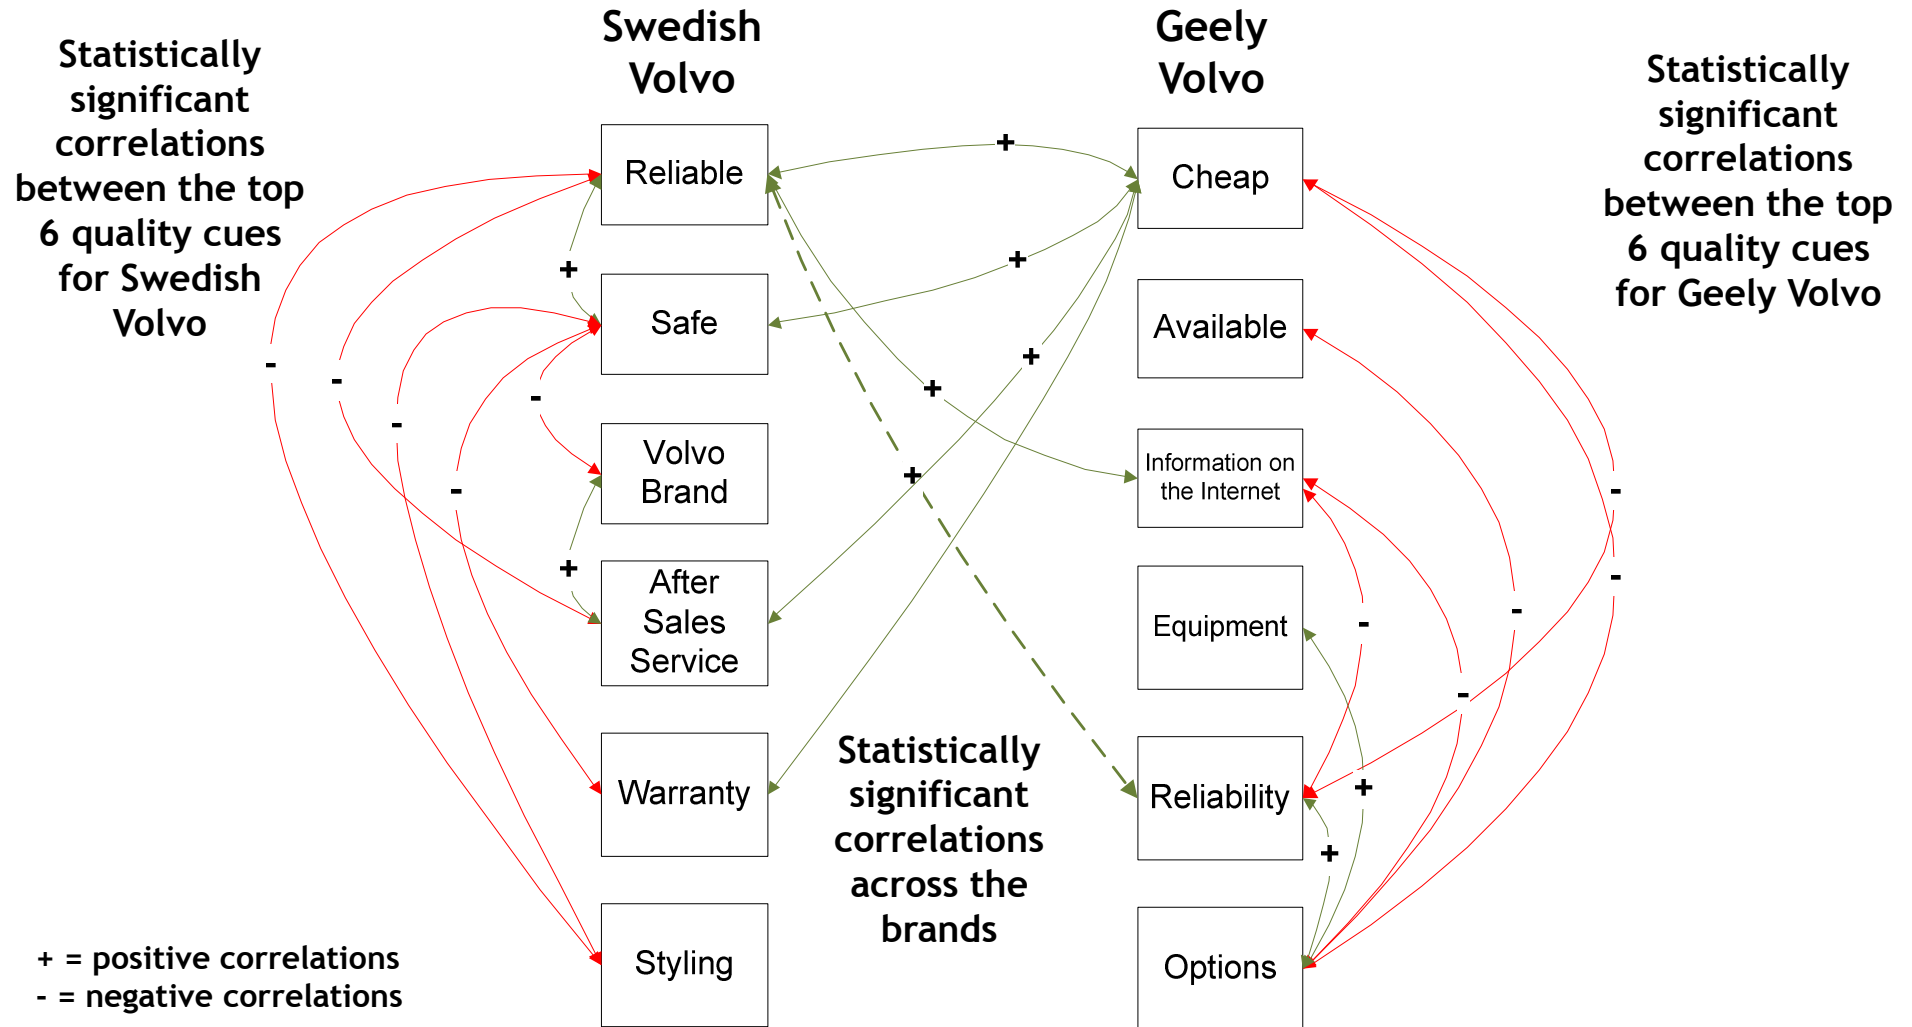 Swedish
Volvo
Geely
Volvo
Statistically
significant
correlations
between the top
6 quality cues
for Swedish
Volvo
Statistically
significant
correlations
between the top
6 quality cues
for Geely Volvo
Reliable
Safe
Volvo
Brand
After
Sales
Service
Warranty
Styling
Cheap
Available
Information on
the Internet
Equipment
Reliability
Options
+
+
-
-
-
-
-
+
+
+
+
+
-
-
-
-
-
+
+
Statistically
significant
correlations
across the
brands
+ = positive correlations
- = negative correlations